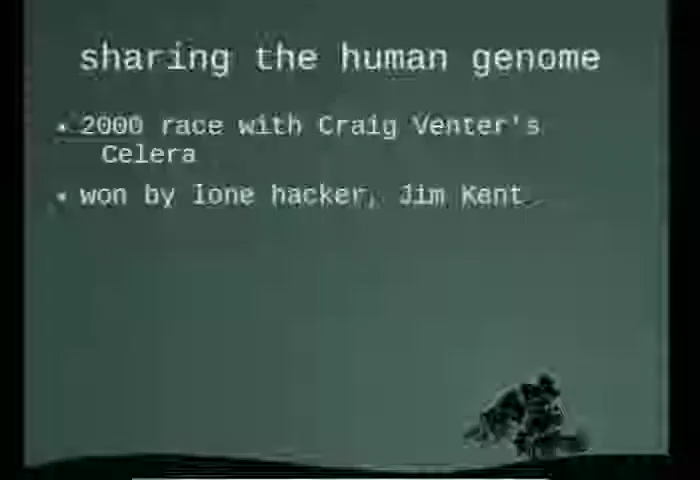 sharing the human genome
• 2000 race with Craig Venter's
Celera
• won by lone hacker, Jim Kent